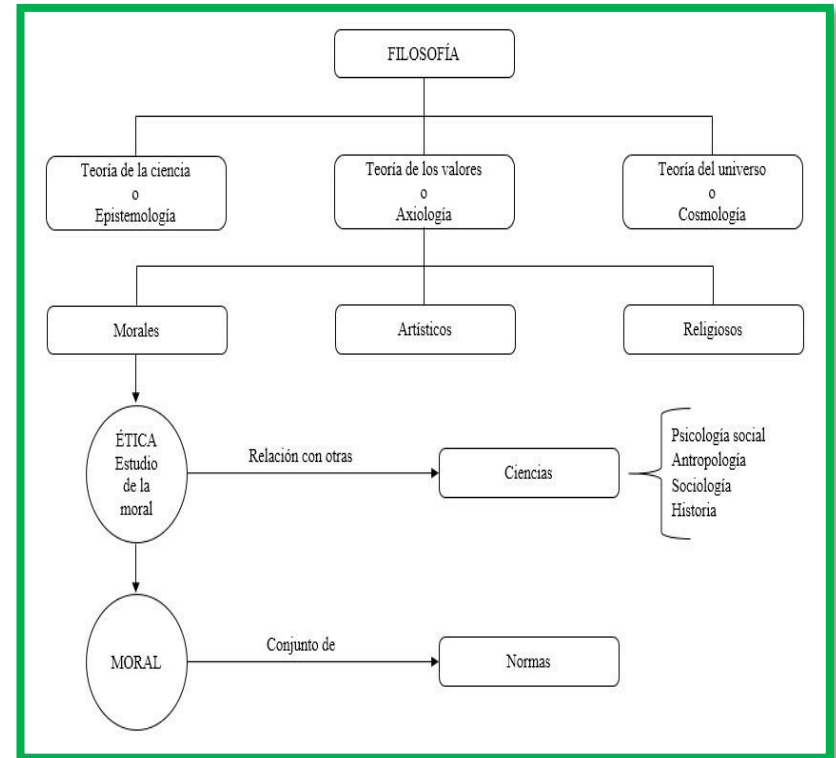 FILOSOFÍA
Teoría de la ciencia
o
Epistemología
Teoría de los valores
o
Axiología
Teoría del universo
o
Cosmología
Morales
Artísticos
Religiosos
ÉTICA
Estudio
de la
moral
Relación con otras
Ciencias
Psicología social
Antropología
Sociología
Historia
MORAL
Conjunto de
Normas